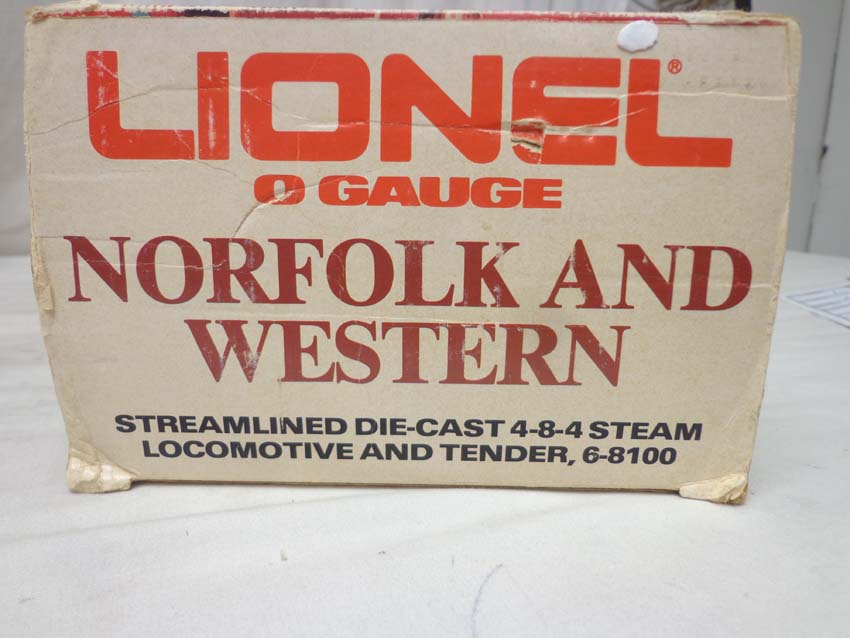 LIONEL®
O GAUGE
NORFOLK AND
WESTERN
STREAMLINED DIE-CAST 4-8-4 STEAM
LOCOMOTIVE AND TENDER, 6-8100